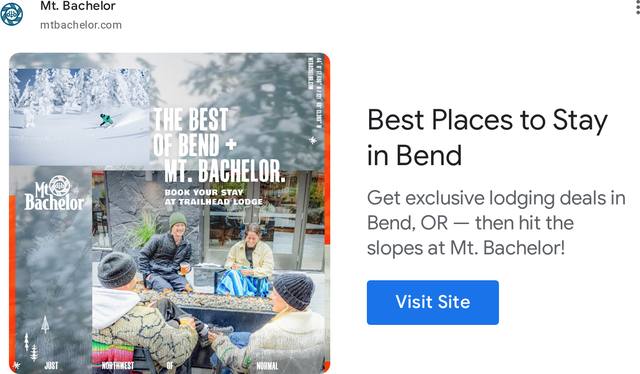 Mt. Bachelor
mtbachelor.com
THE BEST
OF BEND +
MT. BACHELOR.
BOOK YOUR STAY
AT TRAILHEAD LODGE
Mt
Bachelor
JUST NORTHWEST OF NORMAL
Best Places to Stay
in Bend
Get exclusive lodging deals in
Bend, OR — then hit the
slopes at Mt. Bachelor!
Visit Site